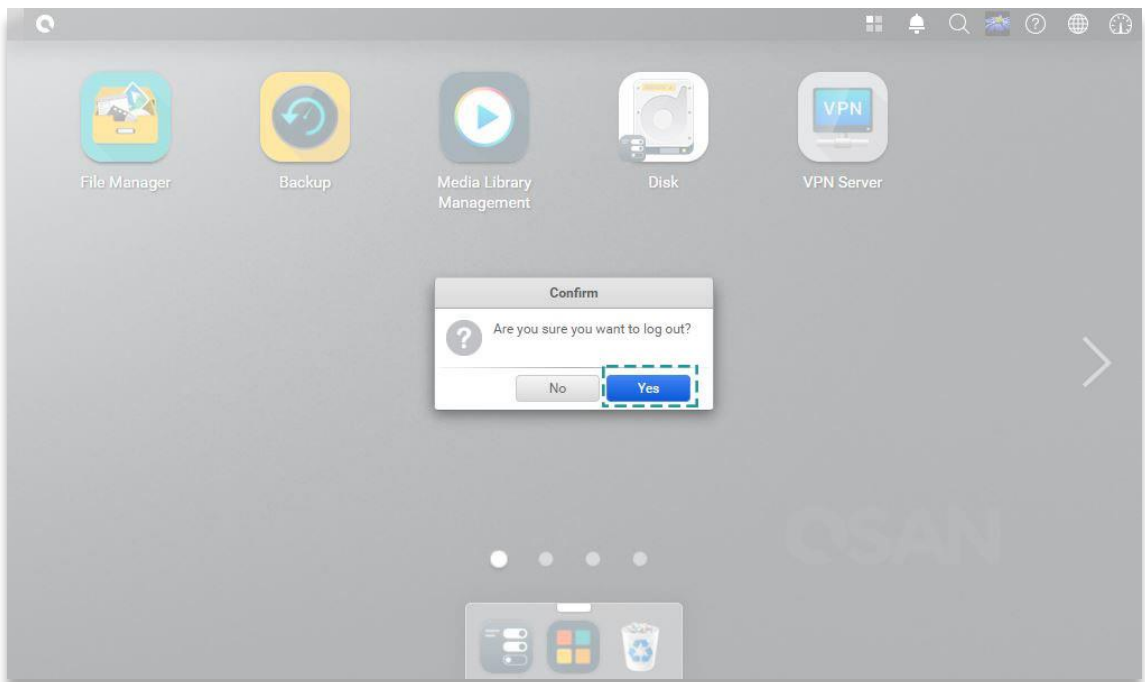 VPN
File Manager
Backup
Media Library
Management
Disk
VPN Server
Confirm
Are you sure you want to log out?
No
Yes
QSAN